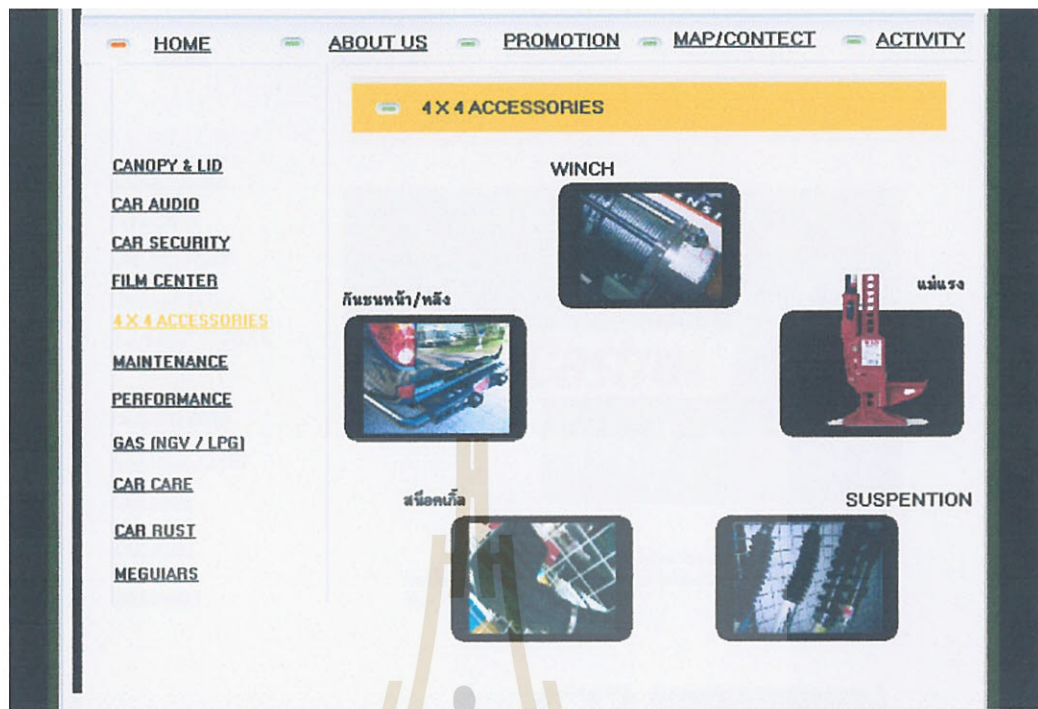 HOME ABOUT US PROMOTION MAP/CONTECT ACTIVITY
4 X 4 ACCESSORIES
CANOPY & LID
CAR AUDIO
CAR SECURITY
FILM CENTER
4 X 4 ACCESSORIES
MAINTENANCE
PERFORMANCE
GAS (NGV / LPG)
CAR CARE
CAR RUST
MEGUIARS
WINCH
กันชนหน้า/หลัง
แม่แรง
สน็อคเกิ้ล
SUSPENTION